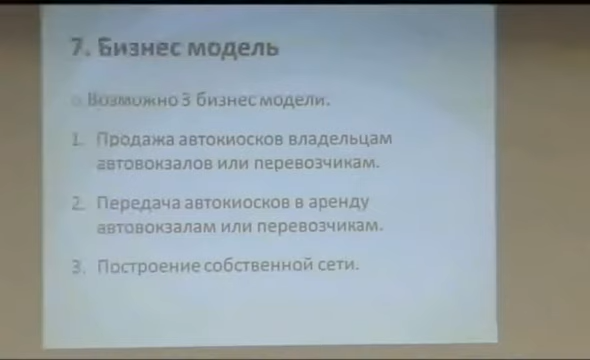 7. Бизнес модель
Возможно 3 бизнес модели.
1. Продажа автокиосков владельцам
автовокзалов или перевозчикам.
2. Передача автокиосков в аренду
автовокзалам или перевозчикам.
3. Построение собственной сети.